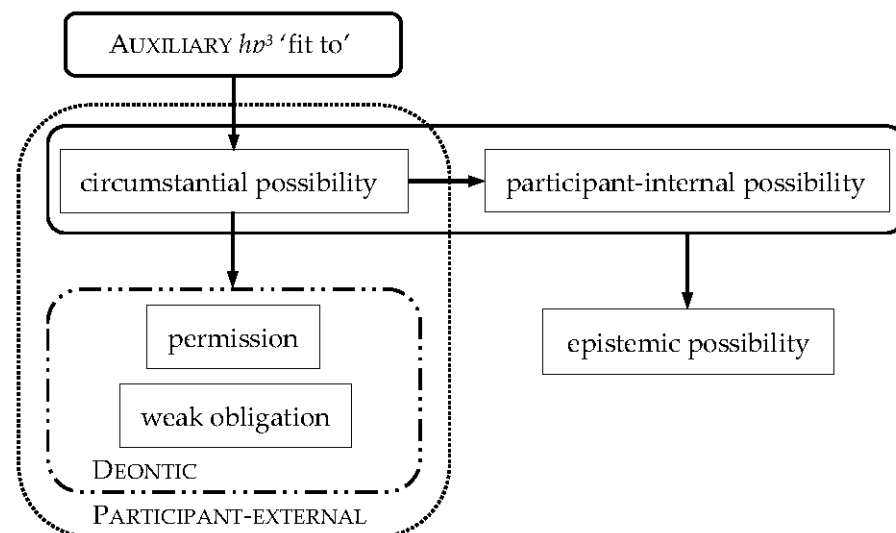 AUXILIARY hɒ³ ‘fit to’
circumstantial possibility
participant-internal possibility
permission
epistemic possibility
weak obligation
DEONTIC
PARTICIPANT-EXTERNAL